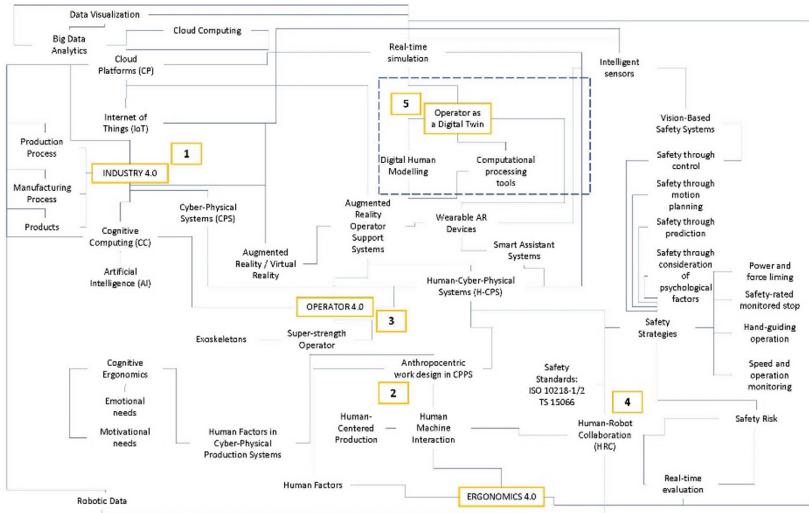 Data Visualization
Big Data
Analytics
Cloud Computing
Cloud
Platforms (CP)
Real-time
simulation
Intelligent
sensors
Internet of
Things (IoT)
5
Operator as
a Digital Twin
Vision-Based
Safety Systems
Production
Process
1
INDUSTRY 4.0
Digital Human
Modelling
Computational
processing
tools
Safety through
control
Manufacturing
Process
Safety through
motion
planning
Products
Cyber-Physical
Systems (CPS)
Augmented
Reality
Operator
Support
Systems
Wearable AR
Devices
Safety through
prediction
Cognitive
Computing (CC)
Augmented
Reality / Virtual
Reality
Smart Assistant
Systems
Safety through
consideration
of
psychological
factors
Artificial
Intelligence (AI)
Human-Cyber-Physical
Systems (H-CPS)
Power and
force liming
Safety-rated
monitored stop
OPERATOR 4.0
3
Exoskeletons
Super-strength
Operator
Safety
Strategies
Hand-guiding
operation
Speed and
operation
monitoring
Cognitive
Ergonomics
Emotional
needs
Motivational
needs
Anthropocentric
work design in CPPS
2
Safety
Standards:
ISO 10218-1/2
TS 15066
4
Human-
Centered
Production
Human
Machine
Interaction
Human-Robot
Collaboration
(HRC)
Safety Risk
Human Factors in
Cyber-Physical
Production Systems
Human Factors
ERGONOMICS 4.0
Real-time
evaluation
Robotic Data